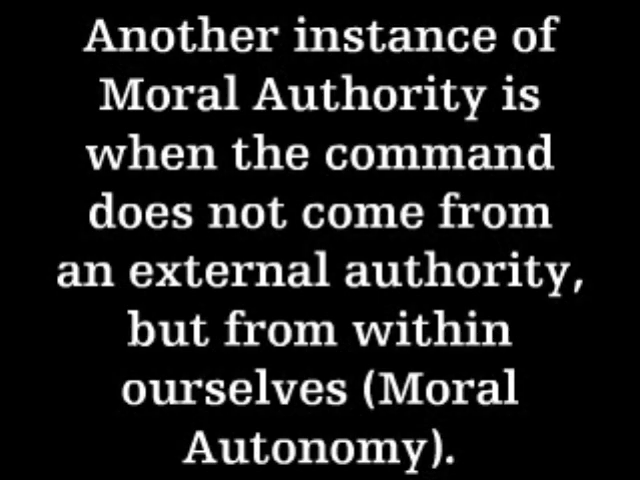 Another instance of
Moral Authority is
when the command
does not come from
an external authority,
but from within
ourselves (Moral
Autonomy).